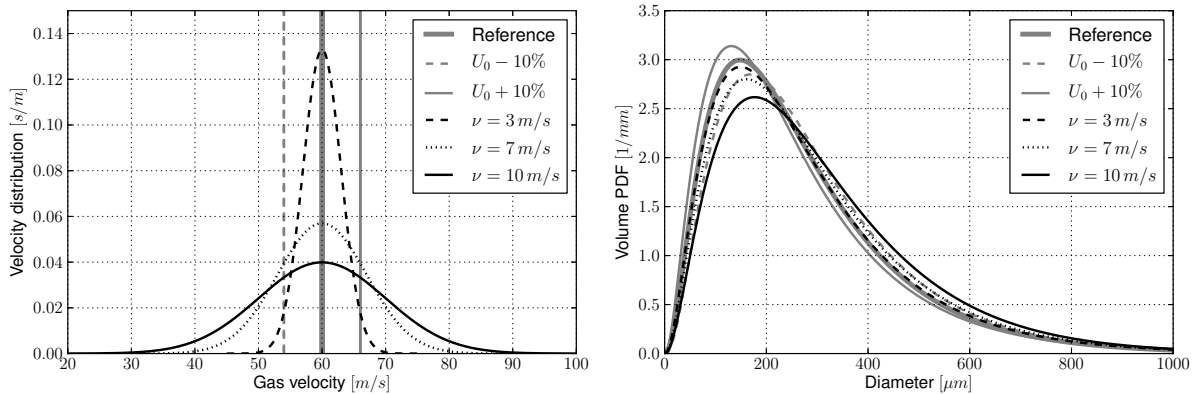 0.14
0.12
0.10
0.08
0.06
0.04
0.02
0.00
Velocity distribution [s/m]
20 30 40 50 60 70 80 90 100
Gas velocity [m/s]
Reference
U₀ − 10%
U₀ + 10%
ν = 3 m/s
ν = 7 m/s
ν = 10 m/s
3.5
3.0
2.5
2.0
1.5
1.0
0.5
0.0
Volume PDF [1/mm]
0 200 400 600 800 1000
Diameter [μm]
Reference
U₀ − 10%
U₀ + 10%
ν = 3 m/s
ν = 7 m/s
ν = 10 m/s